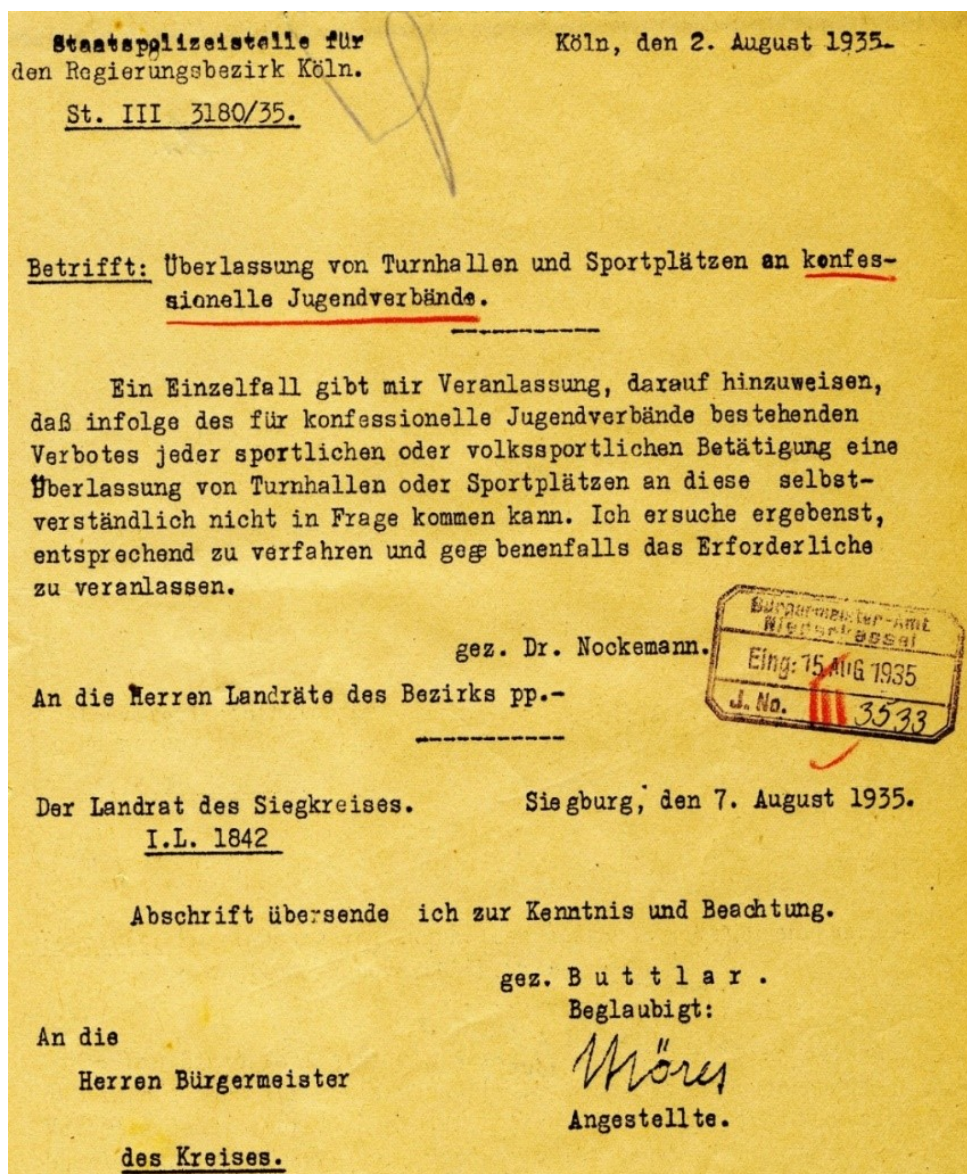 Staatspolizeistelle für
den Regierungsbezirk Köln.
St. III 3180/35.
Köln, den 2. August 1935.
Betrifft: Überlassung von Turnhallen und Sportplätzen an konfes-
sionelle Jugendverbände.
Ein Einzelfall gibt mir Veranlassung, darauf hinzuweisen,
daß infolge des für konfessionelle Jugendverbände bestehenden
Verbotes jeder sportlichen oder volkssportlichen Betätigung eine
Überlassung von Turnhallen oder Sportplätzen an diese selbst-
verständlich nicht in Frage kommen kann. Ich ersuche ergebenst,
entsprechend zu verfahren und gegebenenfalls das Erforderliche
zu veranlassen.
gez. Dr. Nockemann.
An die Herren Landräte des Bezirks pp.-
Bürgermeister-Amt
Niederkassel
Eing: 15 AUG 1935
J. No. III 3533
Der Landrat des Siegkreises.
I.L. 1842
Siegburg, den 7. August 1935.
Abschrift übersende ich zur Kenntnis und Beachtung.
gez. Buttlar.
Beglaubigt:
Angestellte.
An die
Herren Bürgermeister
des Kreises.